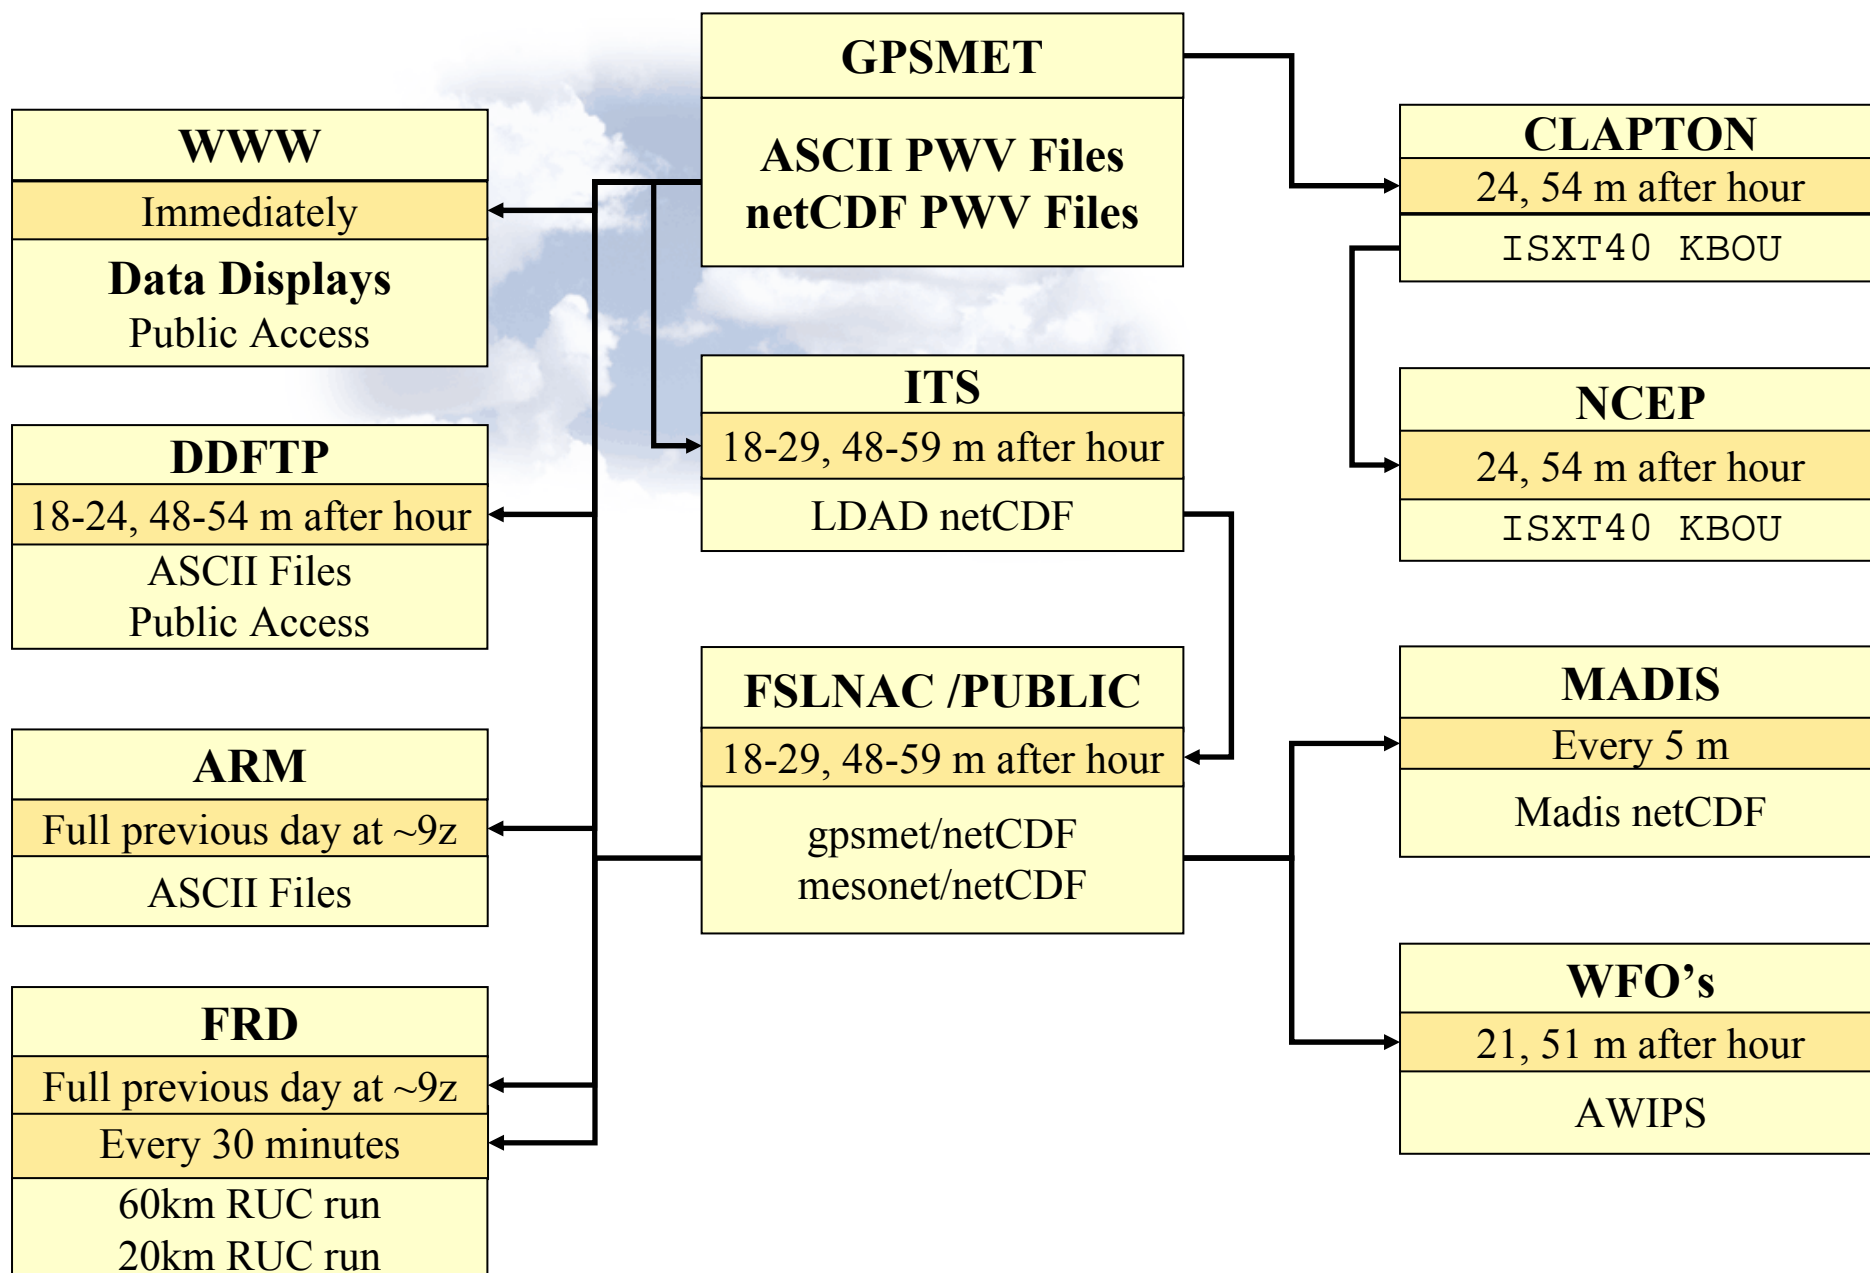 GPSMET
ASCII PWV Files
netCDF PWV Files
WWW
Immediately
Data Displays
Public Access
DDFTP
18-24, 48-54 m after hour
ASCII Files
Public Access
ARM
Full previous day at ~9z
ASCII Files
FRD
Full previous day at ~9z
Every 30 minutes
60km RUC run
20km RUC run
ITS
18-29, 48-59 m after hour
LDAD netCDF
FSLNAC /PUBLIC
18-29, 48-59 m after hour
gpsmet/netCDF
mesonet/netCDF
CLAPTON
24, 54 m after hour
ISXT40 KBOU
NCEP
24, 54 m after hour
ISXT40 KBOU
MADIS
Every 5 m
Madis netCDF
WFO’s
21, 51 m after hour
AWIPS